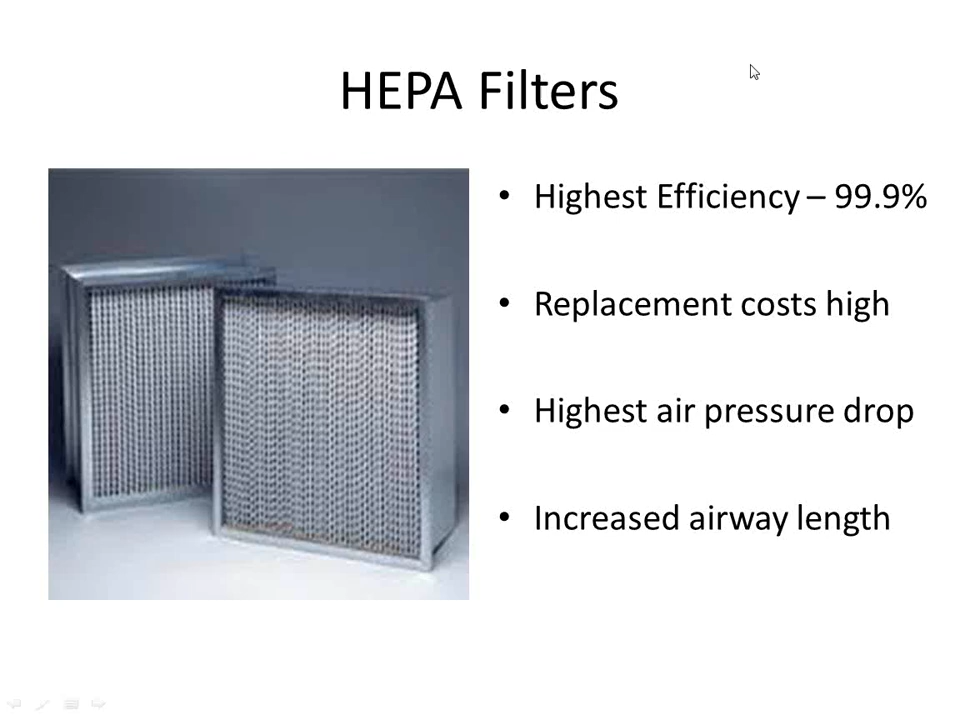 HEPA Filters
• Highest Efficiency – 99.9%
• Replacement costs high
• Highest air pressure drop
• Increased airway length